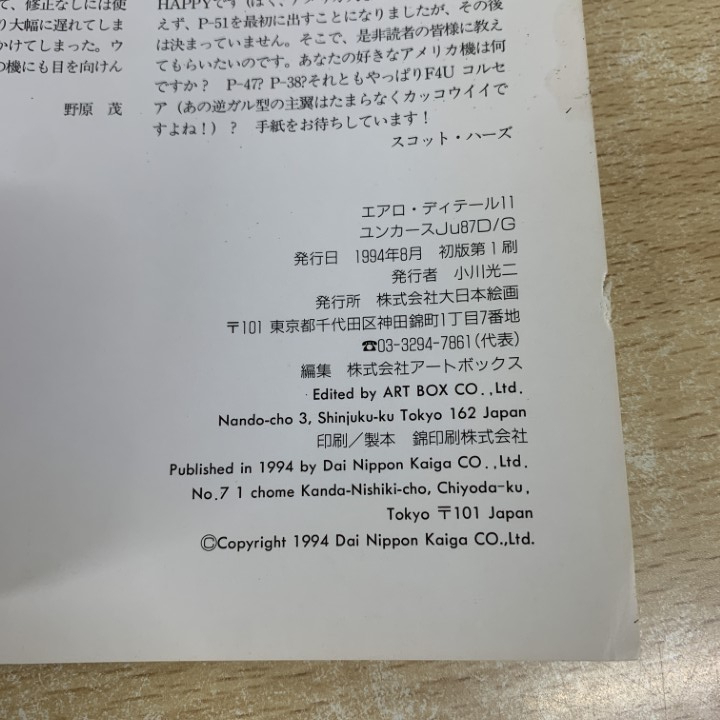 て、修正なしには使
り大幅に遅れてしま
かけてしまった。ウ
の機にも目を向けん
野原 茂
えず、P-51を最初に出すことになりましたが、その後
は決まっていません。そこで、是非読者の皆様に教え
てもらいたいのです。あなたの好きなアメリカ機は何
ですか？ P-47? P-38?それともやっぱりF4U コルセ
ア（あの逆ガル型の主翼はたまらなくカッコウイイで
すよね！）？ 手紙をお待ちしています！
スコット・ハーズ
エアロ・ディテール11
ユンカースJu87D/G
発行日 1994年8月 初版第1刷
発行者 小川光二
発行所 株式会社大日本絵画
〒101 東京都千代田区神田錦町1丁目7番地
☎03-3294-7861(代表)
編集 株式会社アートボックス
Edited by ART BOX CO.,Ltd.
Nando-cho 3, Shinjuku-ku Tokyo 162 Japan
印刷／製本 錦印刷株式会社
Published in 1994 by Dai Nippon Kaiga CO.,Ltd.
No.7 1 chome Kanda-Nishiki-cho, Chiyoda-ku,
Tokyo 〒101 Japan
©Copyright 1994 Dai Nippon Kaiga CO.,Ltd.